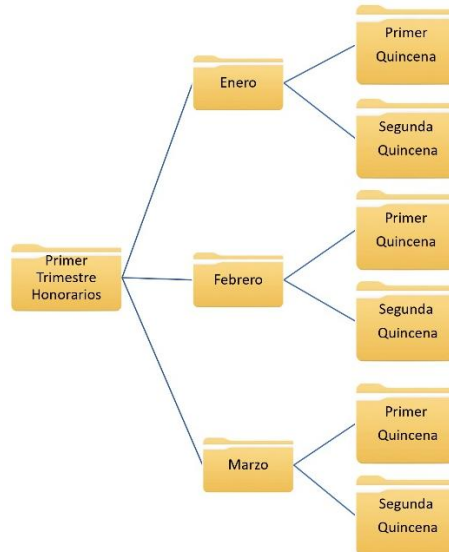 Primer
Trimestre
Honorarios
Enero
Primer
Quincena
Segunda
Quincena
Febrero
Primer
Quincena
Segunda
Quincena
Marzo
Primer
Quincena
Segunda
Quincena